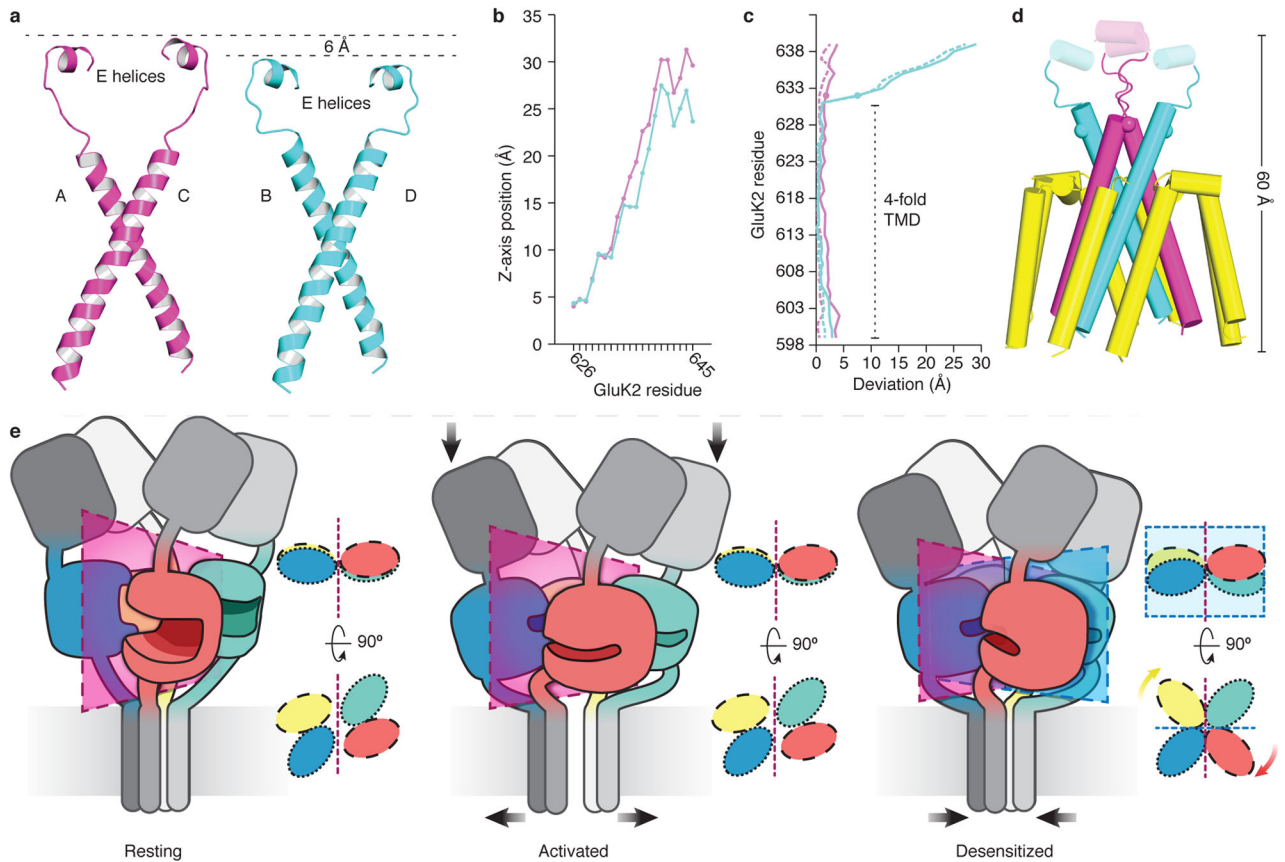 a
6 Å
E helices
E helices
A
C
B
D
b
Z-axis position (Å)
35
30
25
20
15
10
5
0
626
645
GluK2 residue
c
GluK2 residue
638
633
628
623
618
613
608
603
598
4-fold
TMD
0
5
10
15
20
25
29
Deviation (Å)
d
60 Å
e
90º
90º
90º
Resting
Activated
Desensitized